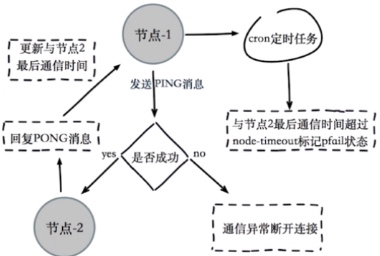 节点-1
cron定时任务
更新与节点2
最后通信时间
发送PING消息
与节点2最后通信时间超过
node-timeout标记pfail状态
回复PONG消息
yes
是否成功
no
节点-2
通信异常断开连接